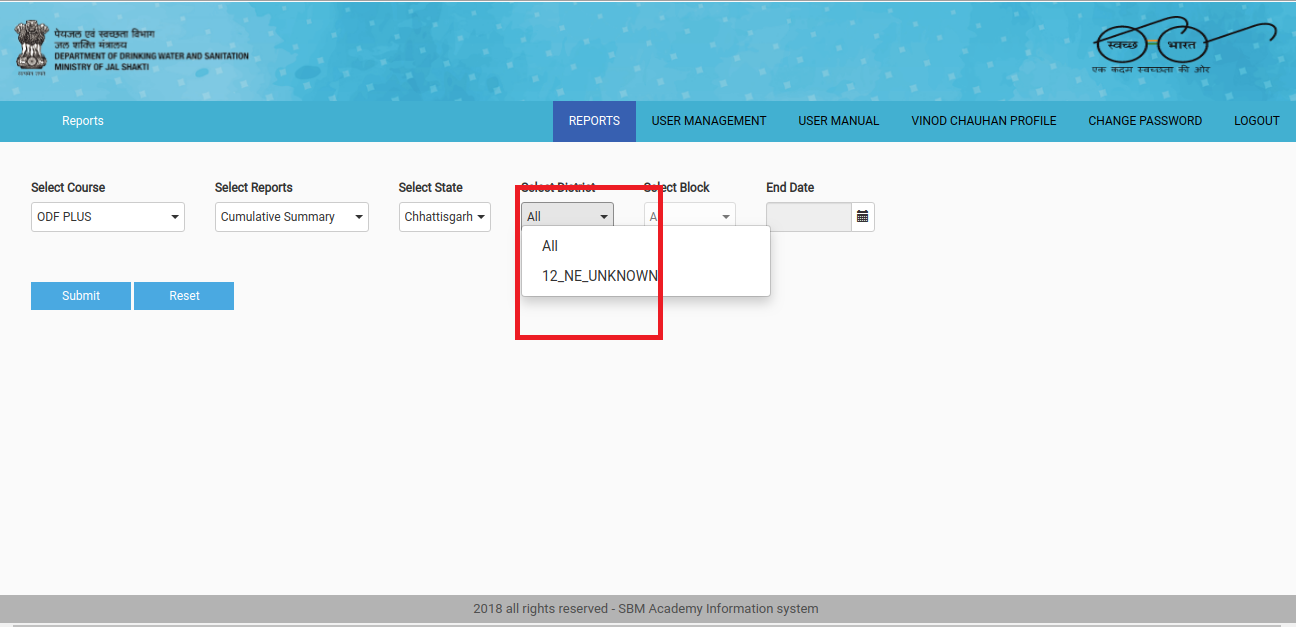 पेयजल एवं स्वच्छता विभाग
जल शक्ति मंत्रालय
DEPARTMENT OF DRINKING WATER AND SANITATION
MINISTRY OF JAL SHAKTI
स्वच्छ भारत
एक कदम स्वच्छता की ओर
Reports REPORTS USER MANAGEMENT USER MANUAL VINOD CHAUHAN PROFILE CHANGE PASSWORD LOGOUT
Select Course Select Reports Select State Select District Select Block End Date
ODF PLUS Cumulative Summary Chhattisgarh All
All
12_NE_UNKNOWN
Submit Reset
2018 all rights reserved - SBM Academy Information system